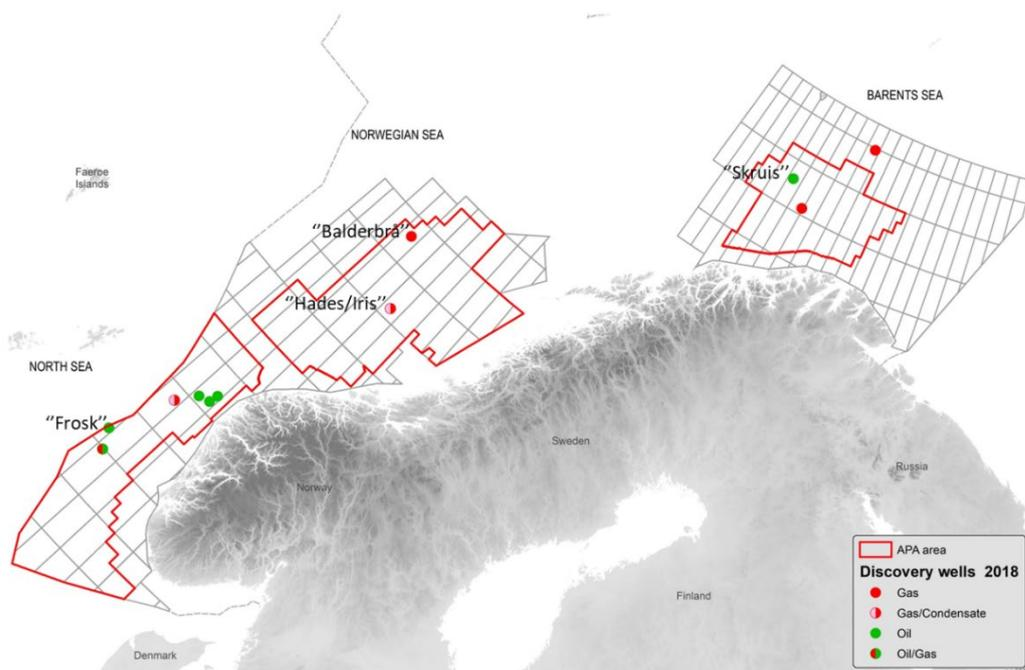 BARENTS SEA
NORWEGIAN SEA
Faeroe
Islands
“Skruis”
“Balderbrå”
“Hades/Iris”
NORTH SEA
“Frosk”
Sweden
Russia
Norway
Finland
Denmark
APA area
Discovery wells 2018
Gas
Gas/Condensate
Oil
Oil/Gas